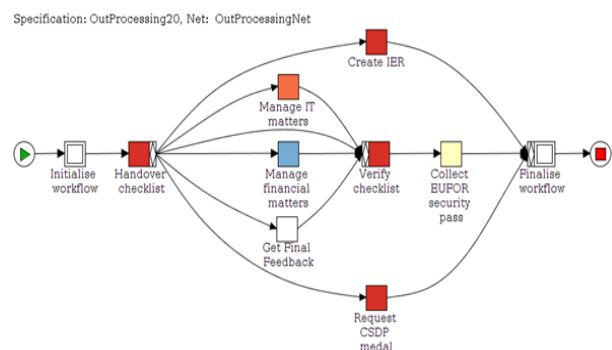 Specification: OutProcessing20, Net: OutProcessingNet
Create IER
Manage IT
matters
Initialise
workflow
Handover
checklist
Manage
financial
matters
Verify
checklist
Collect
EUFOR
security
pass
Finalise
workflow
Get Final
Feedback
Request
CSDP
medal